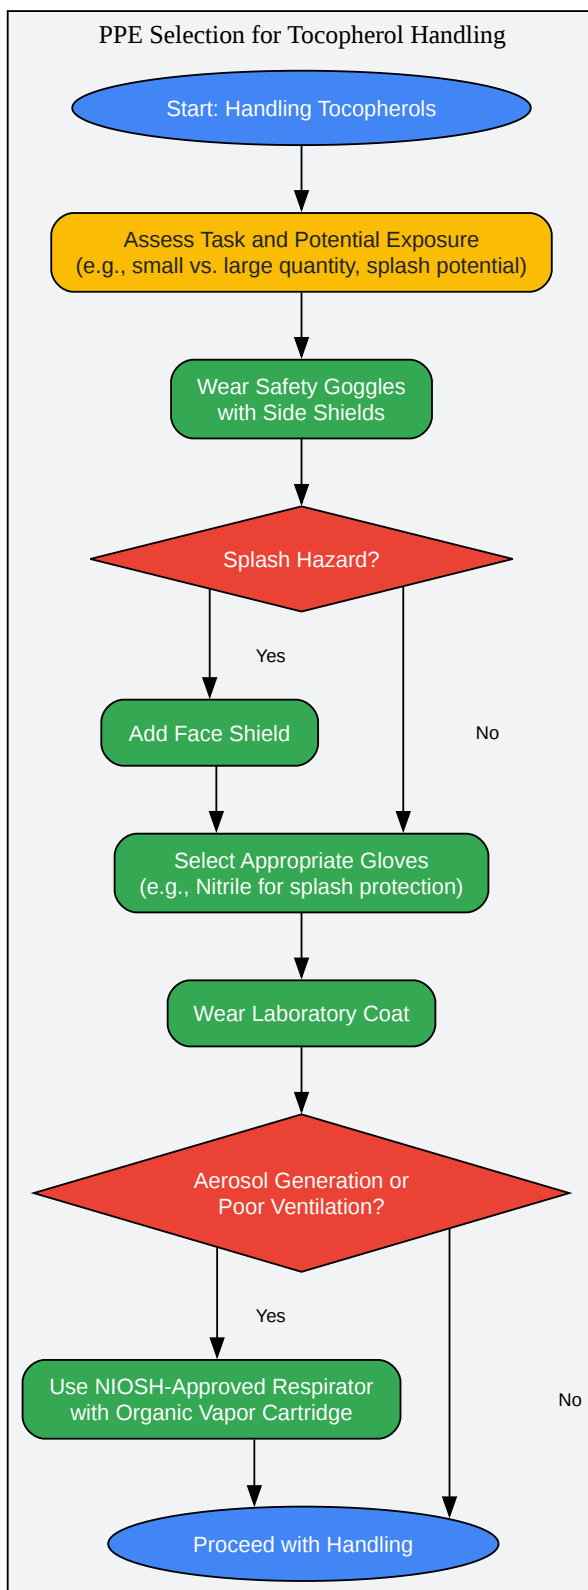 PPE Selection for Tocopherol Handling
Start: Handling Tocopherols
Assess Task and Potential Exposure
(e.g., small vs. large quantity, splash potential)
Wear Safety Goggles
with Side Shields
Splash Hazard?
Yes
Add Face Shield
No
Select Appropriate Gloves
(e.g., Nitrile for splash protection)
Wear Laboratory Coat
Aerosol Generation or
Poor Ventilation?
Yes
Use NIOSH-Approved Respirator
with Organic Vapor Cartridge
No
Proceed with Handling